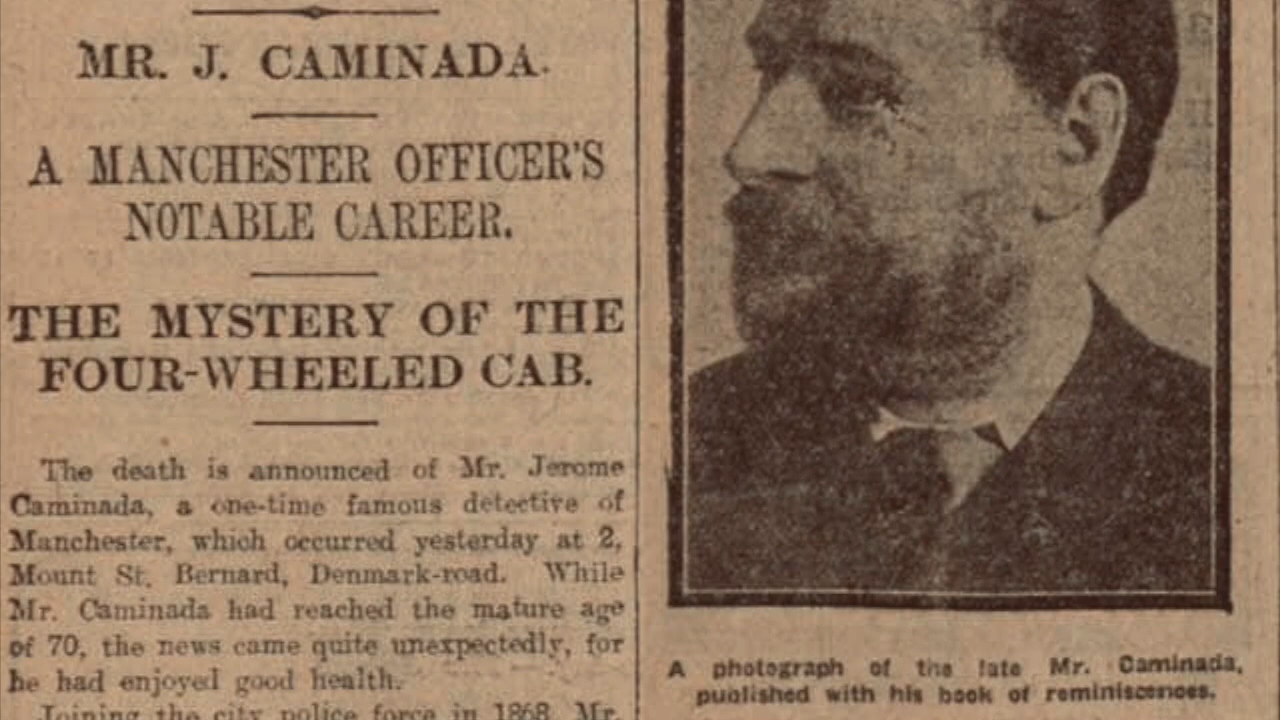 MR. J. CAMINADA.
A MANCHESTER OFFICER'S
NOTABLE CAREER.
THE MYSTERY OF THE
FOUR-WHEELED CAB.
The death is announced of Mr. Jerome
Caminada, a one-time famous detective of
Manchester, which occurred yesterday at 2,
Mount St. Bernard, Denmark-road. While
Mr. Caminada had reached the mature age
of 70, the news came quite unexpectedly, for
he had enjoyed good health.
Joining the city police force in 1868, Mr.
A photograph of the late Mr. Caminada,
published with his book of reminiscences.